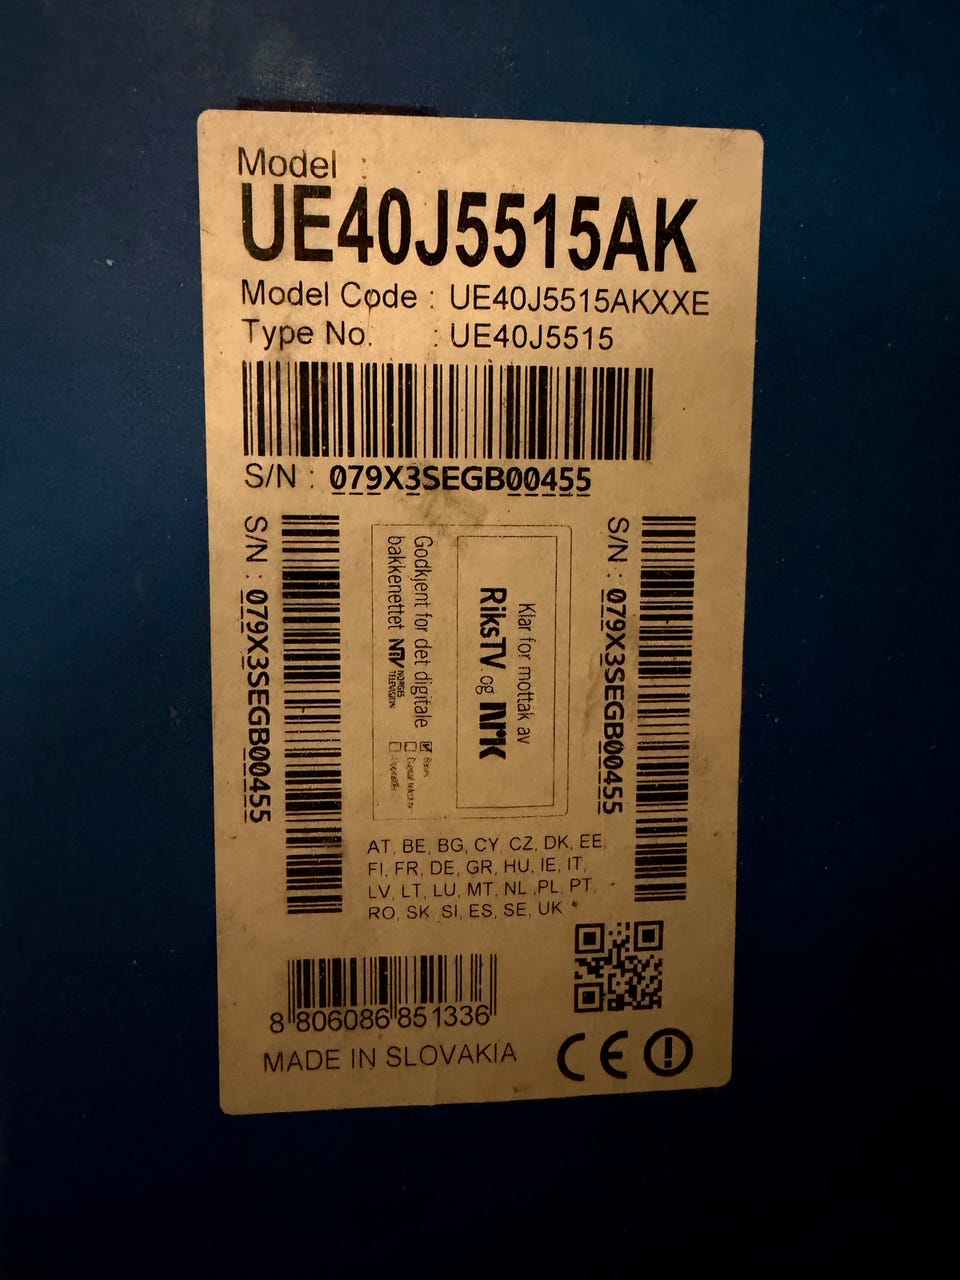 Model :
UE40J5515AK
Model Code : UE40J5515AKXXE
Type No. : UE40J5515
S/N : 079X3SEGB00455
S/N : 079X3SEGB00455
Godkjent for det digitale
bakkenettet NTV NORGES
TELEVISJON
Klar for mottak av
RiksTV og NRK
S/N : 079X3SEGB00455
AT, BE, BG, CY, CZ, DK, EE,
FI, FR, DE, GR, HU, IE, IT,
LV, LT, LU, MT, NL ,PL, PT,
RO, SK, SI, ES, SE, UK
8 806086 851336
MADE IN SLOVAKIA
CE